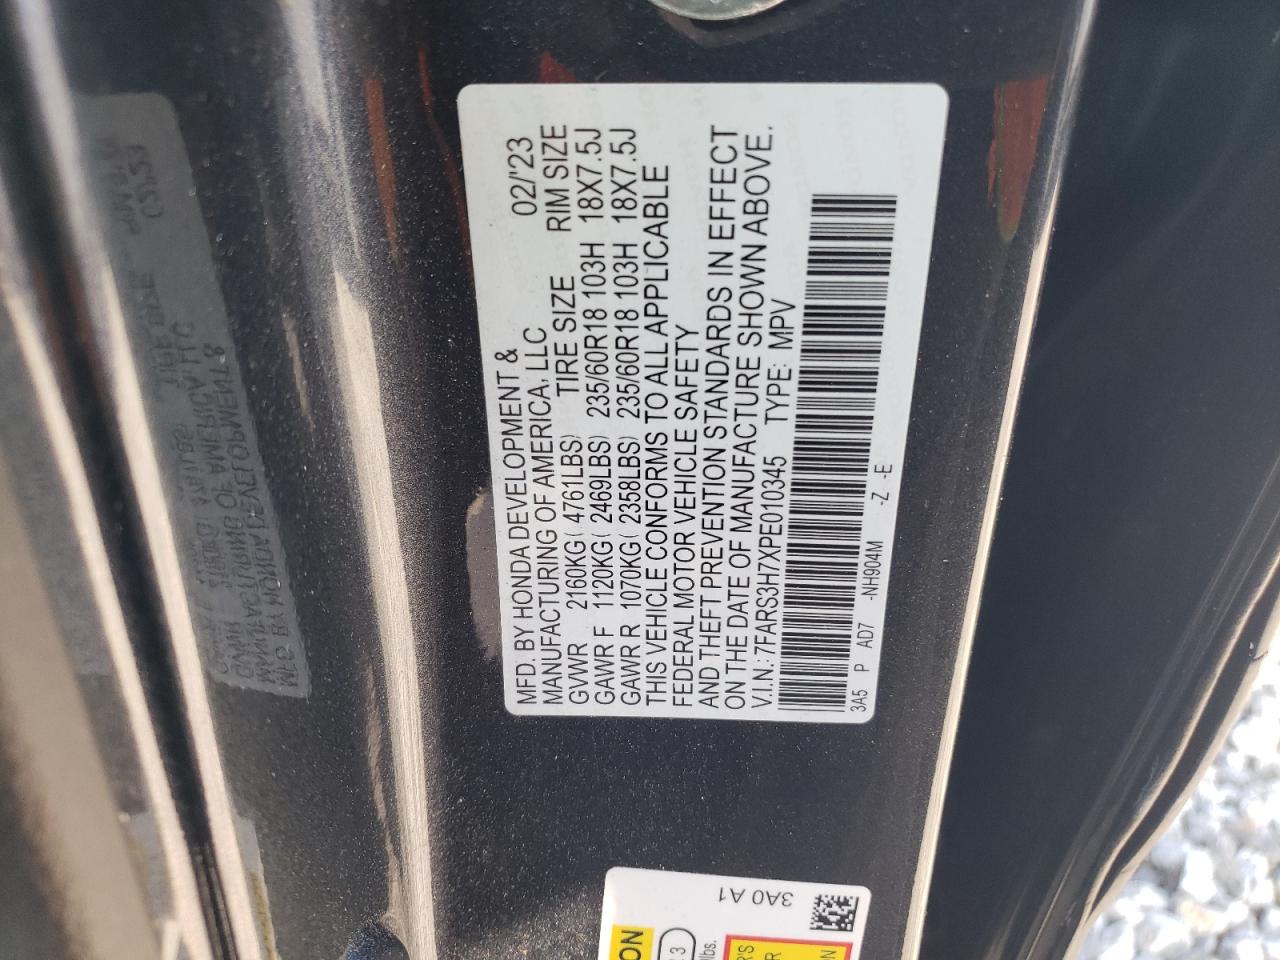 MFD. BY HONDA DEVELOPMENT & 02/'23
MANUFACTURING OF AMERICA, LLC
GVWR 2160KG( 4761LBS) TIRE SIZE RIM SIZE
GAWR F 1120KG( 2469LBS) 235/60R18 103H 18X7.5J
GAWR R 1070KG( 2358LBS) 235/60R18 103H 18X7.5J
THIS VEHICLE CONFORMS TO ALL APPLICABLE
FEDERAL MOTOR VEHICLE SAFETY
AND THEFT PREVENTION STANDARDS IN EFFECT
ON THE DATE OF MANUFACTURE SHOWN ABOVE.
V.I.N.: 7FARS3H7XPE010345 TYPE: MPV
3A5 P AD7 -NH904M -Z -E
3A0 A1
3
lbs.